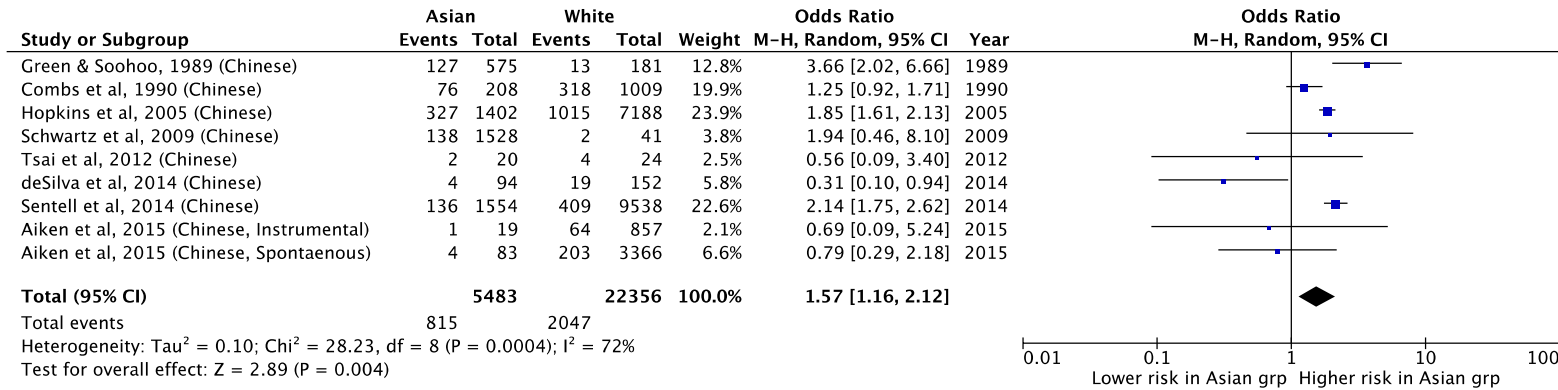 Asian White Odds Ratio Odds Ratio
Study or Subgroup Events Total Events Total Weight M-H, Random, 95% CI Year M-H, Random, 95% CI
Green & Soohoo, 1989 (Chinese) 127 575 13 181 12.8% 3.66 [2.02, 6.66] 1989
Combs et al, 1990 (Chinese) 76 208 318 1009 19.9% 1.25 [0.92, 1.71] 1990
Hopkins et al, 2005 (Chinese) 327 1402 1015 7188 23.9% 1.85 [1.61, 2.13] 2005
Schwartz et al, 2009 (Chinese) 138 1528 2 41 3.8% 1.94 [0.46, 8.10] 2009
Tsai et al, 2012 (Chinese) 2 20 4 24 2.5% 0.56 [0.09, 3.40] 2012
deSilva et al, 2014 (Chinese) 4 94 19 152 5.8% 0.31 [0.10, 0.94] 2014
Sentell et al, 2014 (Chinese) 136 1554 409 9538 22.6% 2.14 [1.75, 2.62] 2014
Aiken et al, 2015 (Chinese, Instrumental) 1 19 64 857 2.1% 0.69 [0.09, 5.24] 2015
Aiken et al, 2015 (Chinese, Spontaenous) 4 83 203 3366 6.6% 0.79 [0.29, 2.18] 2015
Total (95% CI) 5483 22356 100.0% 1.57 [1.16, 2.12]
Total events 815 2047
Heterogeneity: Tau² = 0.10; Chi² = 28.23, df = 8 (P = 0.0004); I² = 72%
Test for overall effect: Z = 2.89 (P = 0.004)
0.01 0.1 1 10 100
Lower risk in Asian grp Higher risk in Asian grp